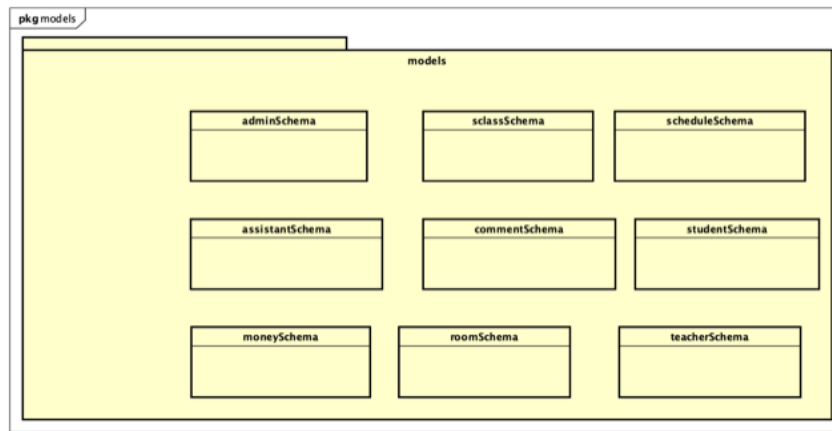 pkg models
models
adminSchema
sclassSchema
scheduleSchema
assistantSchema
commentSchema
studentSchema
moneySchema
roomSchema
teacherSchema